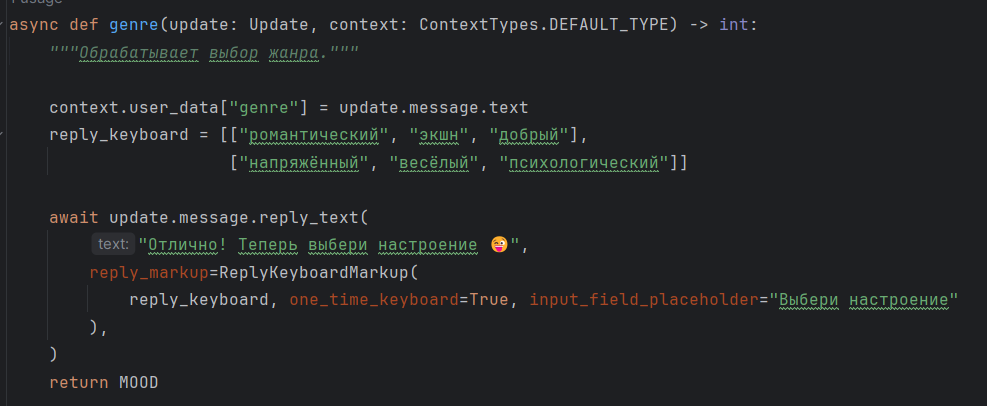 1 usage
async def genre(update: Update, context: ContextTypes.DEFAULT_TYPE) -> int:
"""Обрабатывает выбор жанра."""
context.user_data["genre"] = update.message.text
reply_keyboard = [["романтический", "экшн", "добрый"],
["напряжённый", "весёлый", "психологический"]]
await update.message.reply_text(
text: "Отлично! Теперь выбери настроение 😜",
reply_markup=ReplyKeyboardMarkup(
reply_keyboard, one_time_keyboard=True, input_field_placeholder="Выбери настроение"
),
)
return MOOD